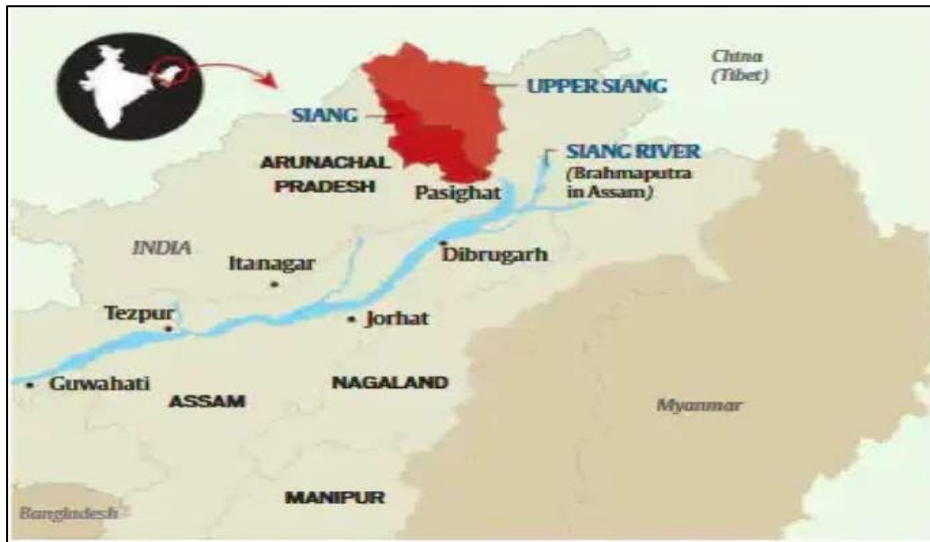 China
(Tibet)
UPPER SIANG
SIANG
SIANG RIVER
(Brahmaputra
in Assam)
ARUNACHAL
PRADESH
Pasighat
INDIA
Itanagar
Dibrugarh
Tezpur
Jorhat
Guwahati
NAGALAND
ASSAM
Myanmar
MANIPUR
Bangladesh